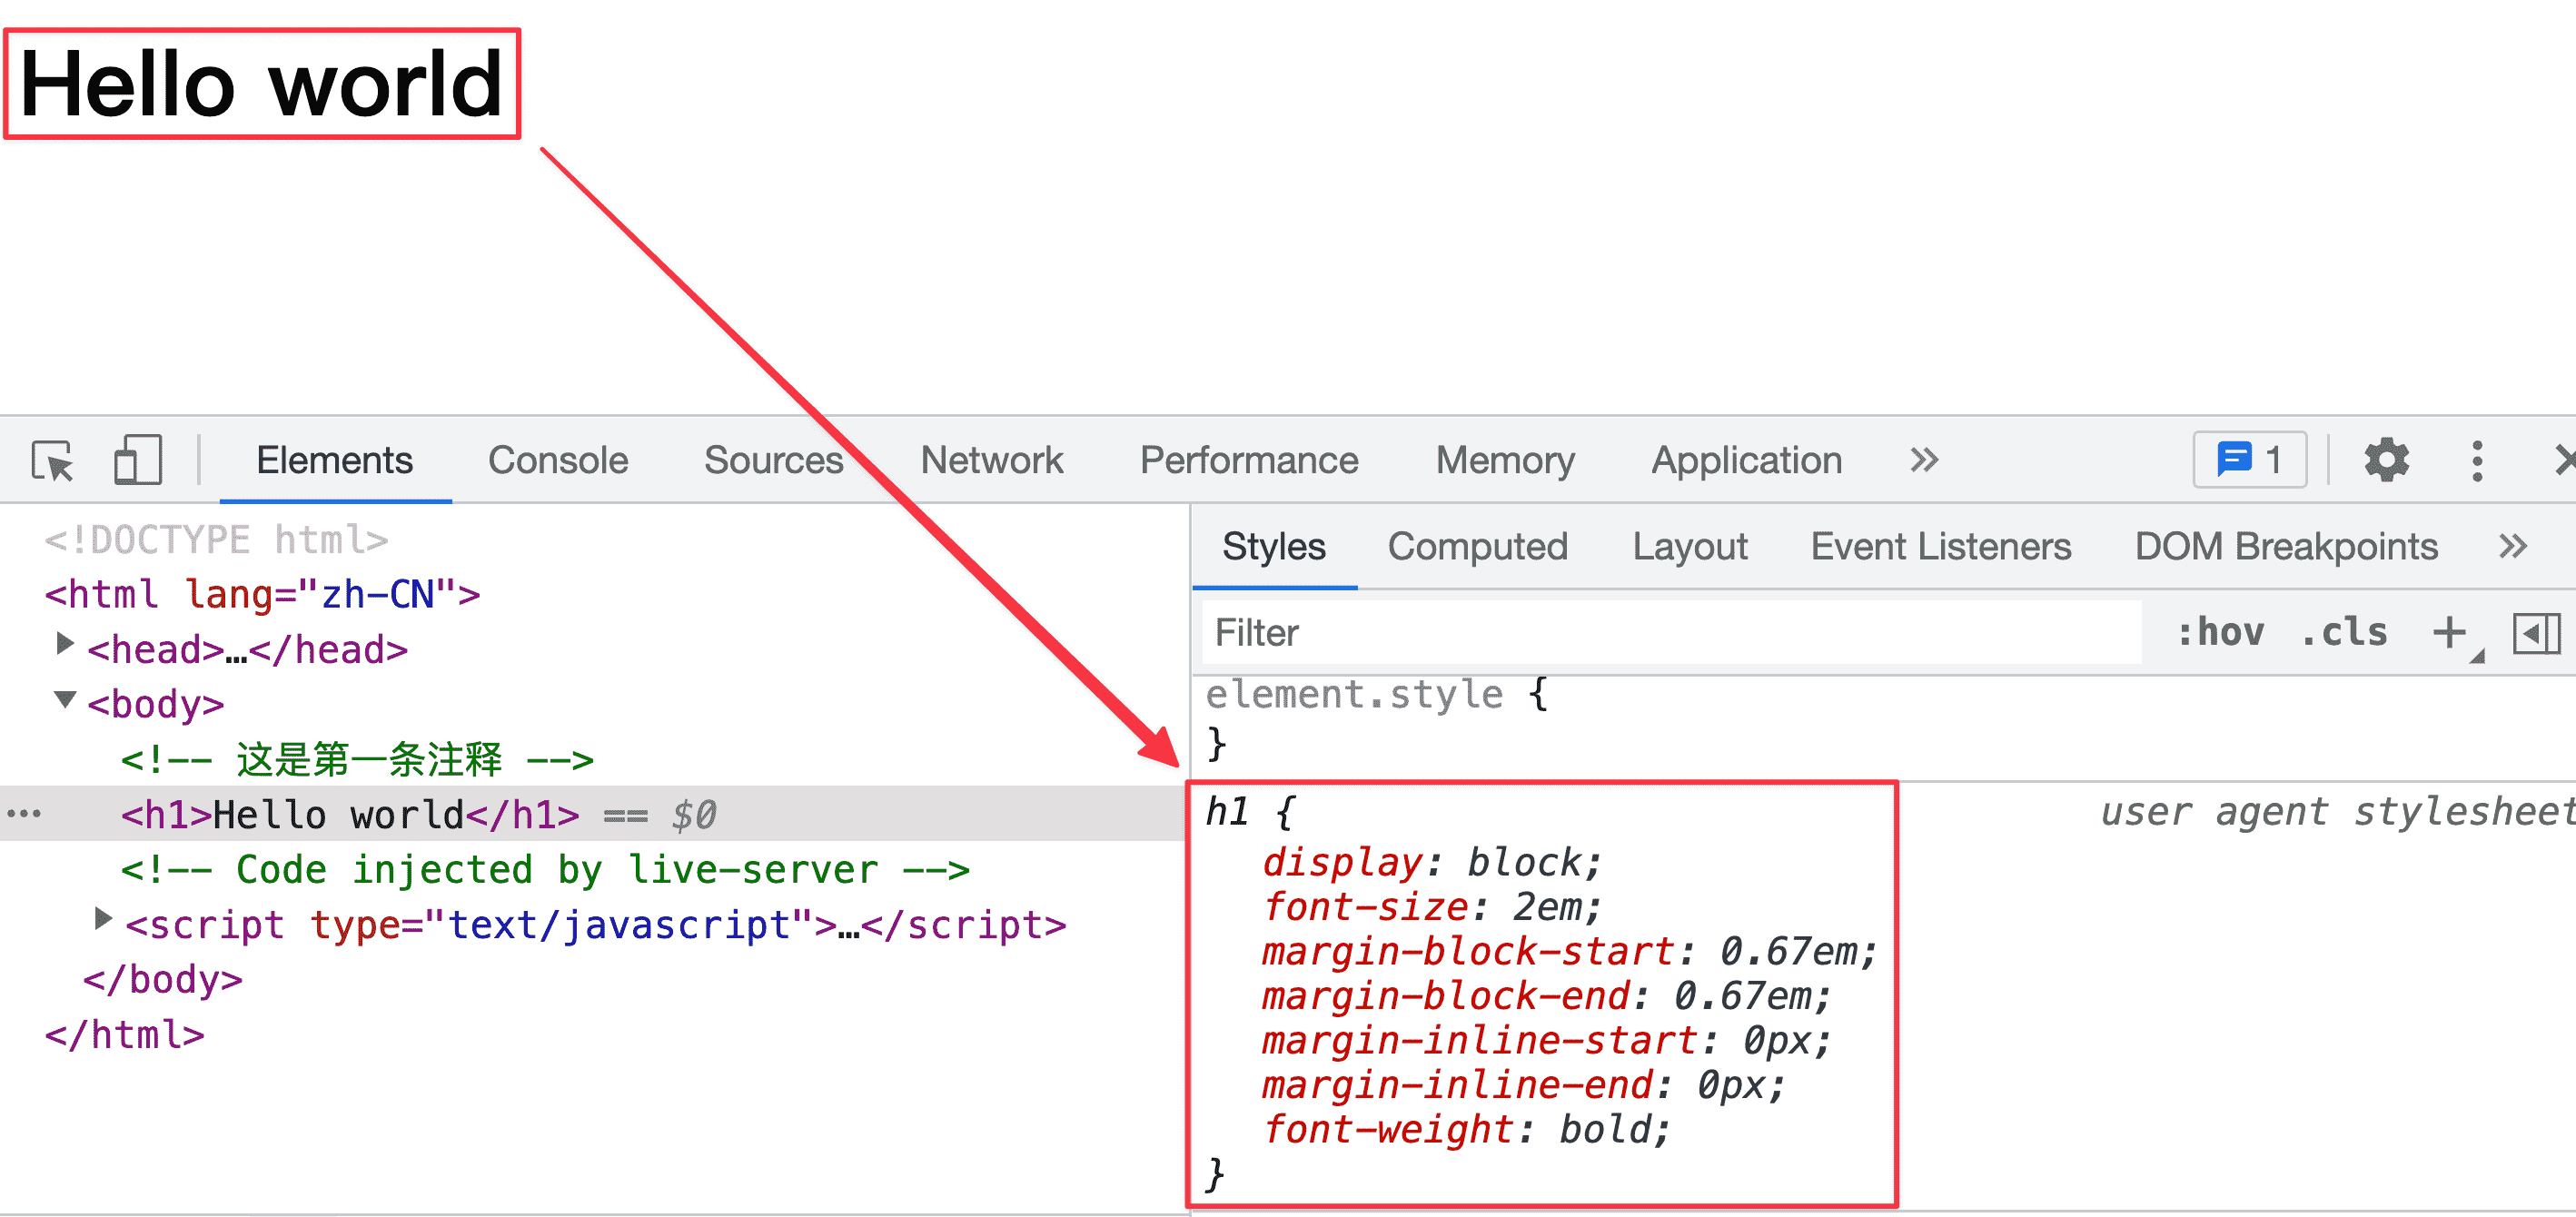 Hello world
Elements Console Sources Network Performance Memory Application » 1
<!DOCTYPE html>
<html lang="zh-CN">
<head>…</head>
<body>
<!-- 这是第一条注释 -->
<h1>Hello world</h1> == $0
<!-- Code injected by live-server -->
<script type="text/javascript">…</script>
</body>
</html>
Styles Computed Layout Event Listeners DOM Breakpoints »
Filter :hov .cls +
element.style {
}
h1 { user agent stylesheet
display: block;
font-size: 2em;
margin-block-start: 0.67em;
margin-block-end: 0.67em;
margin-inline-start: 0px;
margin-inline-end: 0px;
font-weight: bold;
}